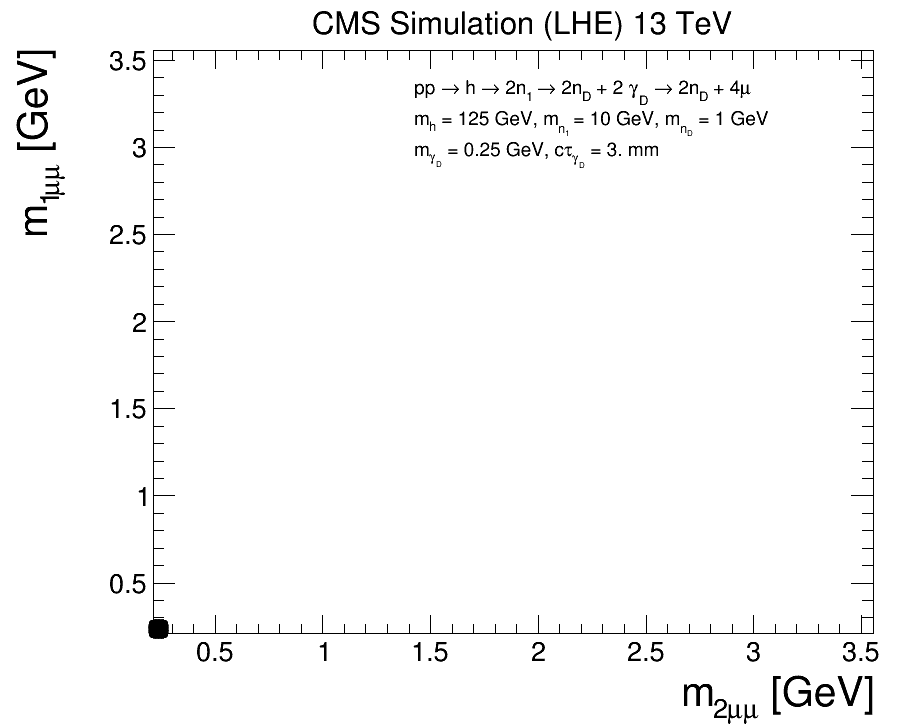 CMS Simulation (LHE) 13 TeV
m1μμ [GeV]
3.5
3
2.5
2
1.5
1
0.5
pp → h → 2n1 → 2nD + 2 γD → 2nD + 4μ
mh = 125 GeV, mn1 = 10 GeV, mnD = 1 GeV
mγD = 0.25 GeV, cτγD = 3. mm
0.5 1 1.5 2 2.5 3 3.5
m2μμ [GeV]